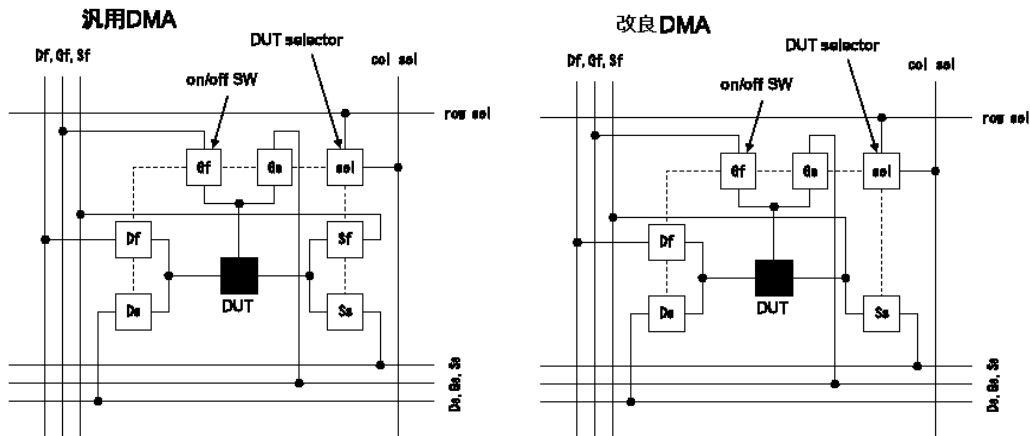 汎用DMA
Df, Gf, Sf
DUT selector
col sel
on/off SW
row sel
Gf
Gs
sel
Df
Sf
DUT
Ds
Ss
Ds, Gs, Ss
改良DMA
Df, Gf, Sf
DUT selector
col sel
on/off SW
row sel
Gf
Gs
sel
Df
DUT
Ds
Ss
Ds, Gs, Ss